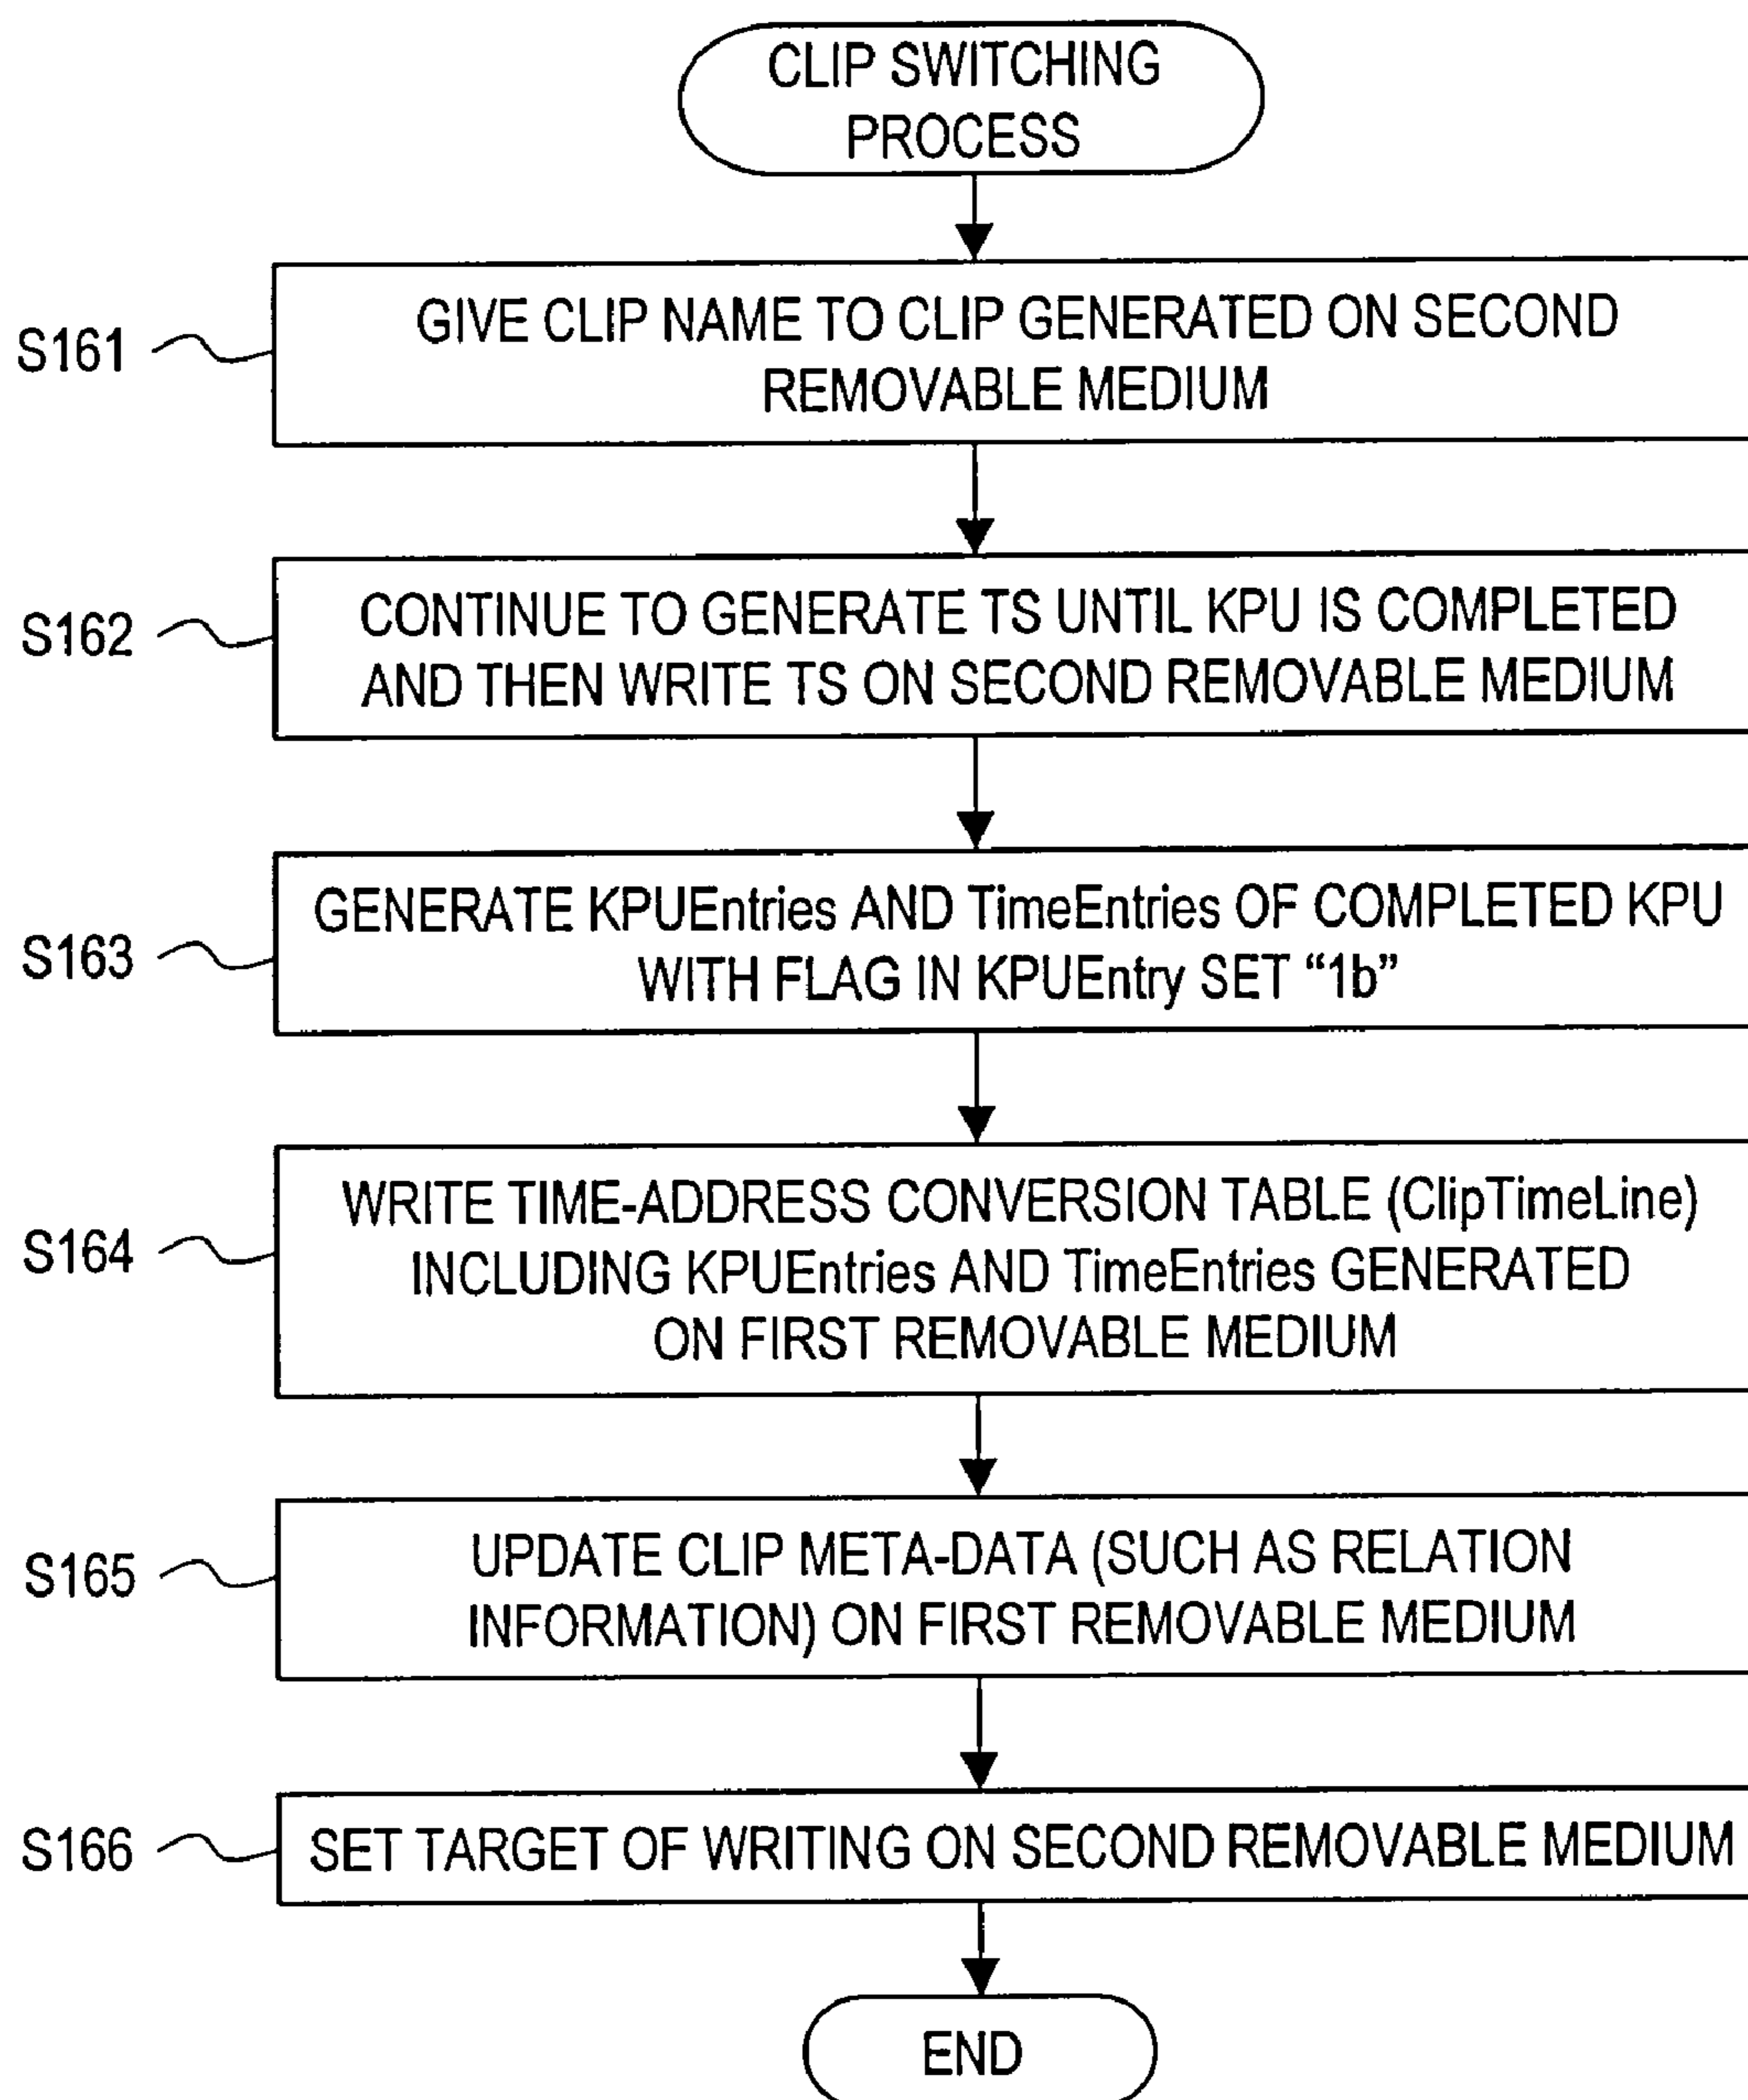 CLIP SWITCHING
PROCESS
S161
GIVE CLIP NAME TO CLIP GENERATED ON SECOND
REMOVABLE MEDIUM
S162
CONTINUE TO GENERATE TS UNTIL KPU IS COMPLETED
AND THEN WRITE TS ON SECOND REMOVABLE MEDIUM
S163
GENERATE KPUEntries AND TimeEntries OF COMPLETED KPU
WITH FLAG IN KPUEntry SET “1b”
S164
WRITE TIME-ADDRESS CONVERSION TABLE (ClipTimeLine)
INCLUDING KPUEntries AND TimeEntries GENERATED
ON FIRST REMOVABLE MEDIUM
S165
UPDATE CLIP META-DATA (SUCH AS RELATION
INFORMATION) ON FIRST REMOVABLE MEDIUM
S166
SET TARGET OF WRITING ON SECOND REMOVABLE MEDIUM
END